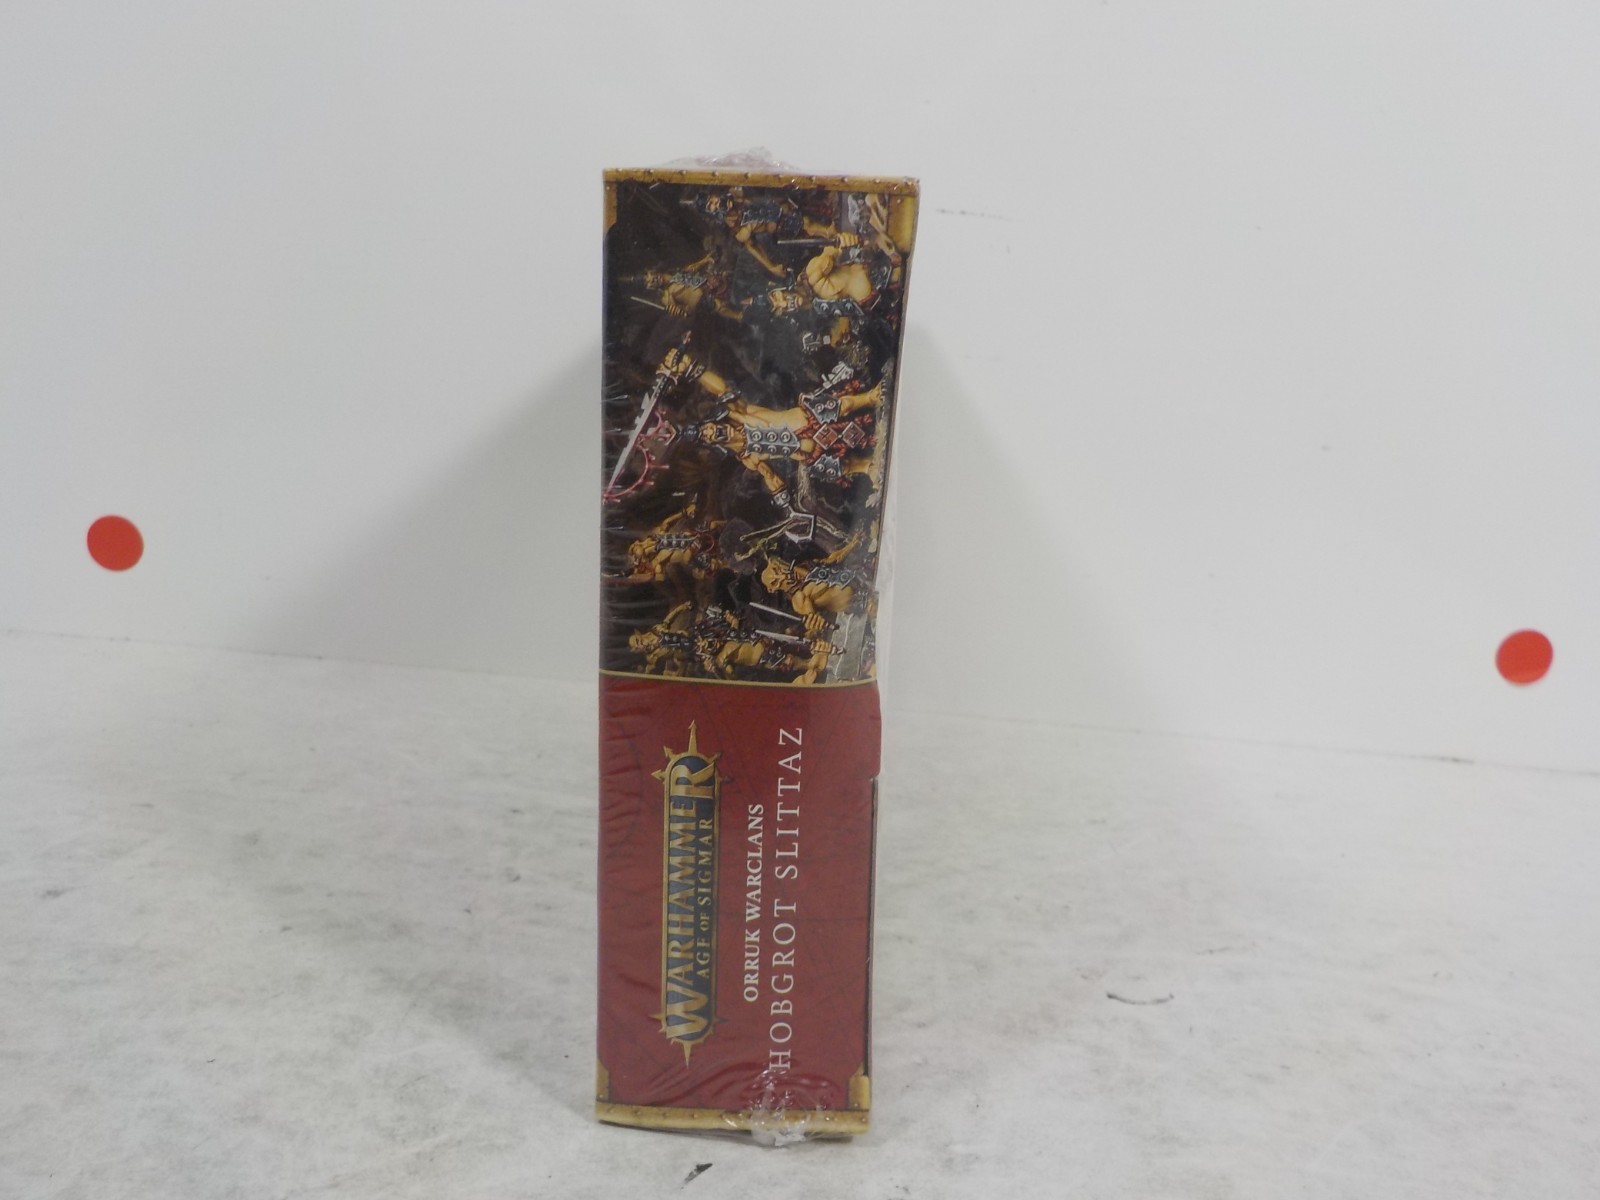 WARHAMMER
AGE OF SIGMAR
ORRUK WARCLANS
HOBGROT SLITTAZ